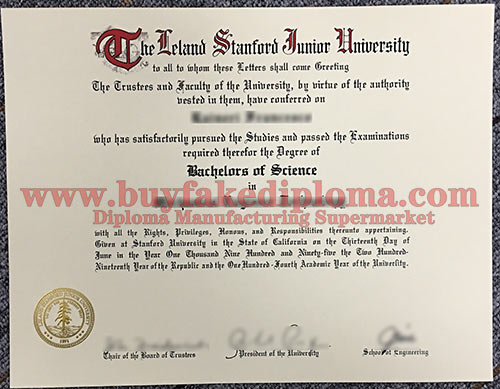 The Leland Stanford Junior University
to all to whom these Letters shall come Greeting
The Trustees and Faculty of the University, by virtue of the authority
vested in them, have conferred on
who has satisfactorily pursued the Studies and passed the Examinations
required therefor the Degree of
Bachelors of Science
in
www.buyfakediploma.com
Diploma Manufacturing Supermarket
with all the Rights, Privileges, Honous, and Responsibilities thereunto appertaining.
Given at Stanford University in the State of California on the Thirteenth Day of
June in the Year One Thousand Nine Hundred and Ninety-five the Two Hundred-
Nineteenth Year of the Republic and the One Hundred-Fourth Academic Year of the University.
Chair of the Board of Trustees
President of the University
School of Engineering